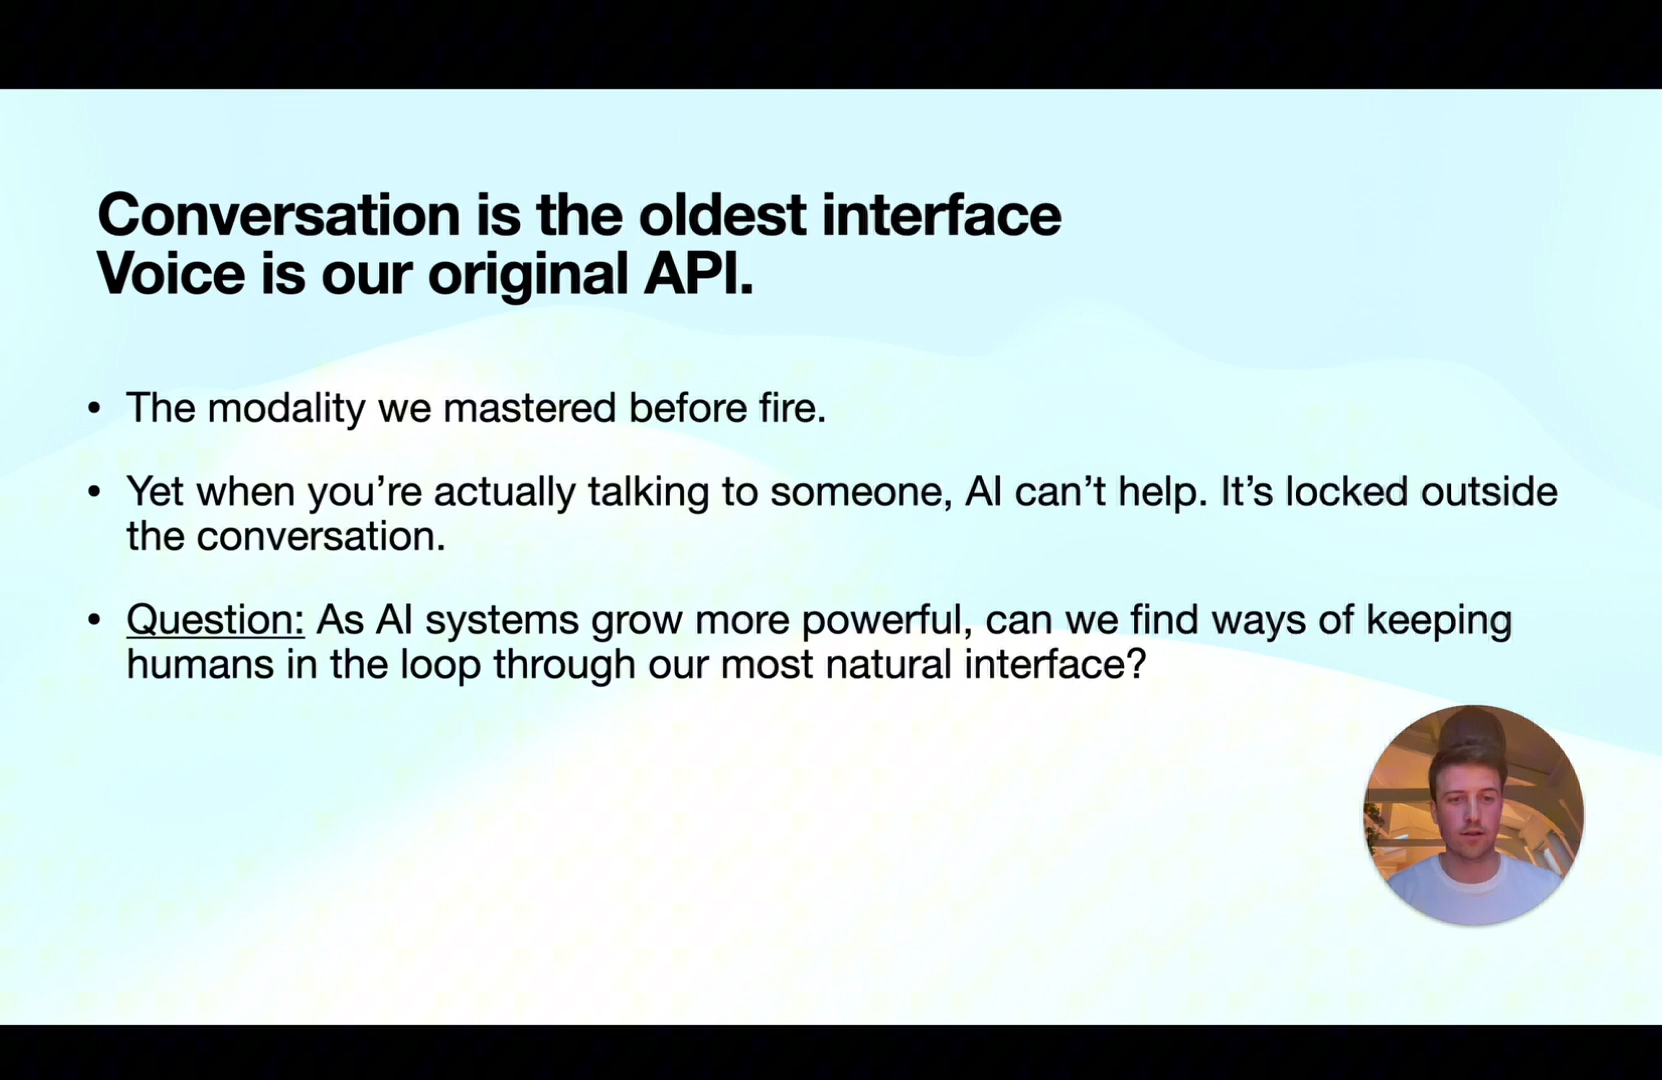 Conversation is the oldest interface
Voice is our original API.
• The modality we mastered before fire.
• Yet when you’re actually talking to someone, AI can’t help. It’s locked outside
the conversation.
• Question: As AI systems grow more powerful, can we find ways of keeping
humans in the loop through our most natural interface?